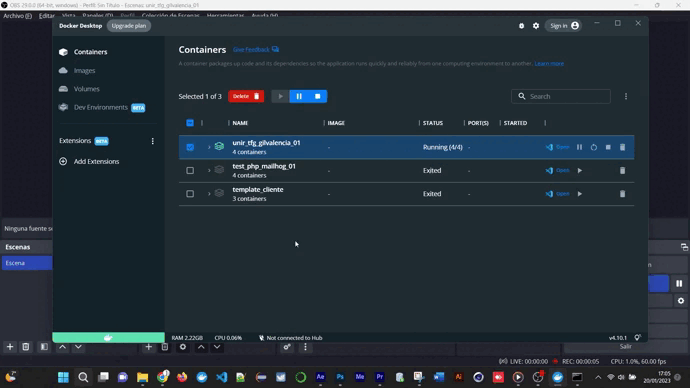 OBS 29.0.0 (64-bit, windows) - Perfil: Sin Título - Escenas: unir_tfg_gilvalencia_01
Archivo (F) Editar Vista Paneles (D) Perfil Colección de Escenas Herramientas Ayuda (H)
Docker Desktop Upgrade plan Sign in
Containers
Images
Volumes
Dev Environments BETA
Extensions BETA
Add Extensions
Containers Give Feedback
A container packages up code and its dependencies so the application runs quickly and reliably from one computing environment to another. Learn more
Selected 1 of 3 Delete Search
NAME IMAGE STATUS PORT(S) STARTED
unir_tfg_gilvalencia_01 - Running (4/4) - Open
4 containers
test_php_mailhog_01 - Exited - Open
4 containers
template_cliente - Exited - Open
3 containers
Ninguna fuente
Escenas
Escena
RAM 2.22GB CPU 0.06% Not connected to Hub v4.10.1
Salir
LIVE: 00:00:00 REC: 00:00:05 CPU: 1.0%, 60.00 fps
17:05
20/01/2023